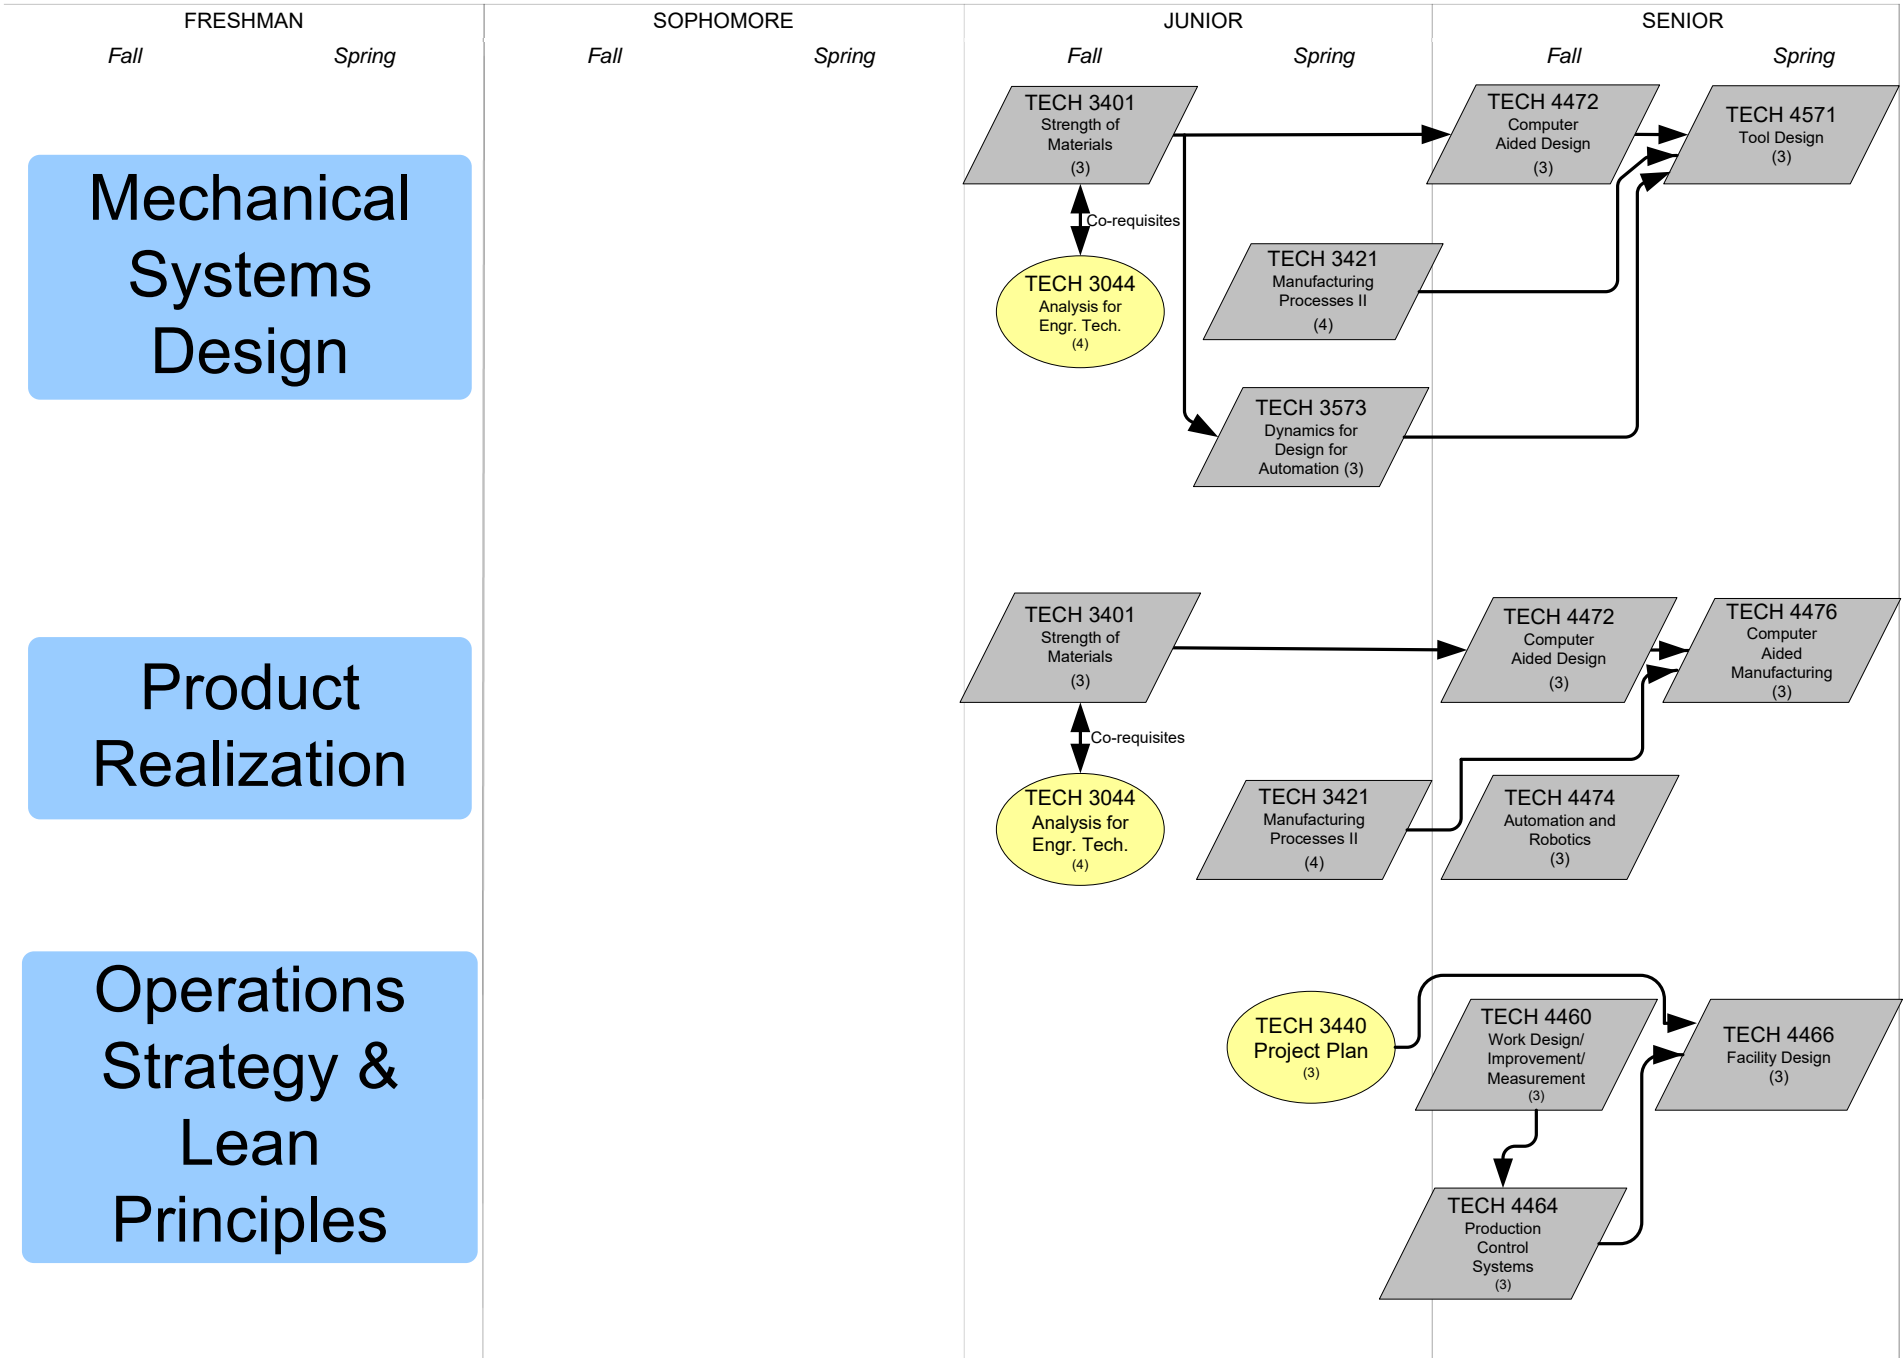 FRESHMAN
SOPHOMORE
JUNIOR
SENIOR
Fall
Spring
Fall
Spring
Fall
Spring
Fall
Spring
Mechanical
Systems
Design
TECH 3401
Strength of
Materials
(3)
Co-requisites
TECH 3044
Analysis for
Engr. Tech.
(4)
TECH 3421
Manufacturing
Processes II
(4)
TECH 3573
Dynamics for
Design for
Automation (3)
TECH 4472
Computer
Aided Design
(3)
TECH 4571
Tool Design
(3)
Product
Realization
TECH 3401
Strength of
Materials
(3)
Co-requisites
TECH 3044
Analysis for
Engr. Tech.
(4)
TECH 3421
Manufacturing
Processes II
(4)
TECH 4472
Computer
Aided Design
(3)
TECH 4474
Automation and
Robotics
(3)
TECH 4476
Computer
Aided
Manufacturing
(3)
Operations
Strategy &
Lean
Principles
TECH 3440
Project Plan
(3)
TECH 4460
Work Design/
Improvement/
Measurement
(3)
TECH 4464
Production
Control
Systems
(3)
TECH 4466
Facility Design
(3)